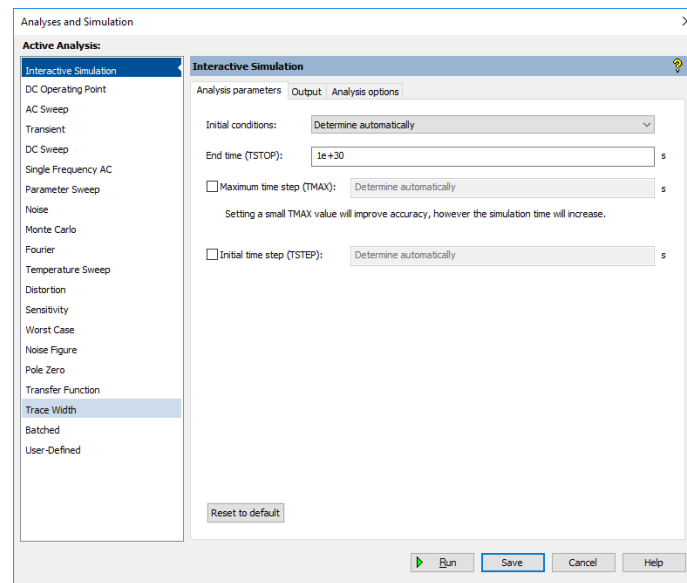 Analyses and Simulation
Active Analysis:
Interactive Simulation
DC Operating Point
AC Sweep
Transient
DC Sweep
Single Frequency AC
Parameter Sweep
Noise
Monte Carlo
Fourier
Temperature Sweep
Distortion
Sensitivity
Worst Case
Noise Figure
Pole Zero
Transfer Function
Trace Width
Batched
User-Defined
Interactive Simulation
Analysis parameters Output Analysis options
Initial conditions: Determine automatically
End time (TSTOP): 1e+30 s
Maximum time step (TMAX): Determine automatically s
Setting a small TMAX value will improve accuracy, however the simulation time will increase.
Initial time step (TSTEP): Determine automatically s
Reset to default
Run Save Cancel Help